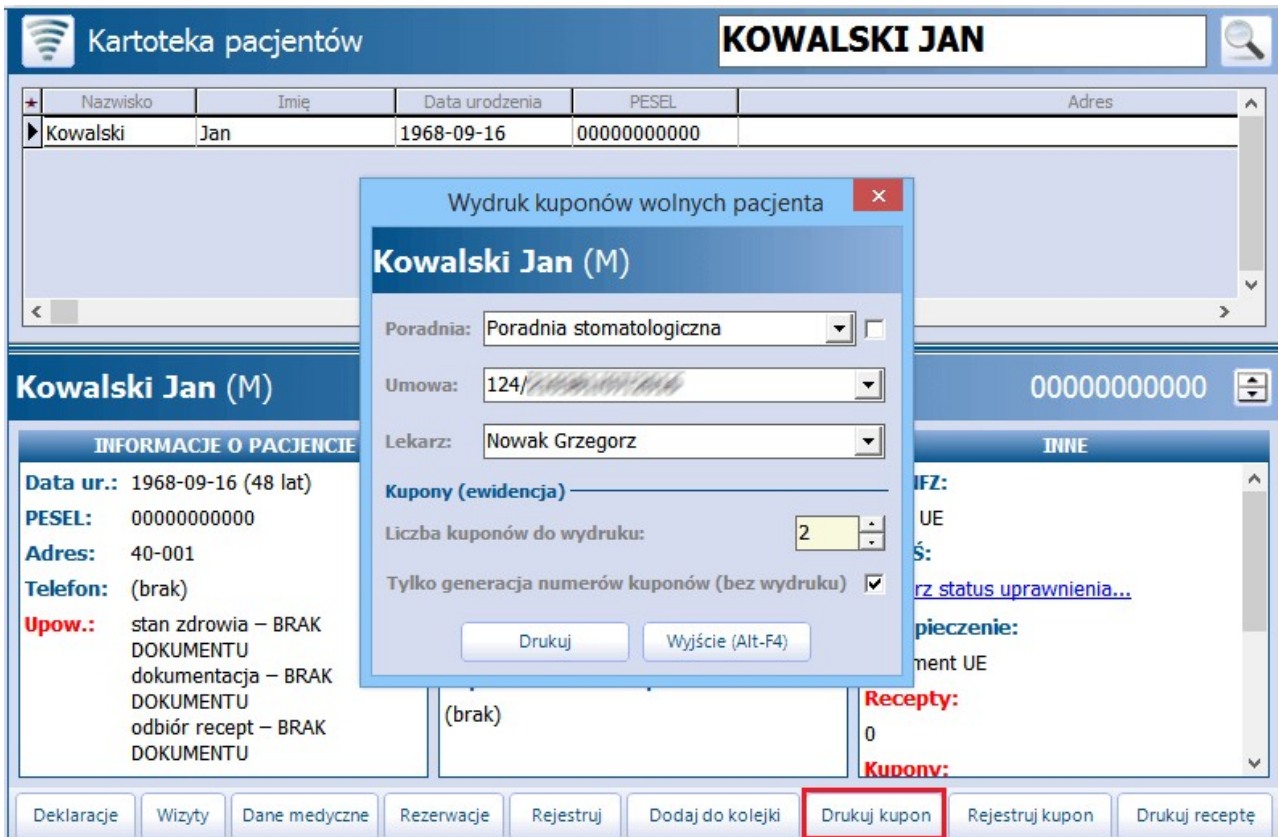 Kartoteka pacjentów
KOWALSKI JAN
Nazwisko Imię Data urodzenia PESEL Adres
Kowalski Jan 1968-09-16 00000000000
Wydruk kuponów wolnych pacjenta
Kowalski Jan (M)
Poradnia: Poradnia stomatologiczna
Umowa: 124/
Lekarz: Nowak Grzegorz
Kupony (ewidencja)
Liczba kuponów do wydruku: 2
Tylko generacja numerów kuponów (bez wydruku)
Drukuj Wyjście (Alt-F4)
Kowalski Jan (M) 00000000000
INFORMACJE O PACJENCIE
Data ur.: 1968-09-16 (48 lat)
PESEL: 00000000000
Adres: 40-001
Telefon: (brak)
Upow.: stan zdrowia – BRAK
DOKUMENTU
dokumentacja – BRAK
DOKUMENTU
odbiór recept – BRAK
DOKUMENTU
(brak)
INNE
NFZ:
UE
Ś:
rz status uprawnienia...
pieczenie:
ment UE
Recepty:
0
Kupony:
Deklaracje Wizyty Dane medyczne Rezerwacje Rejestruj Dodaj do kolejki Drukuj kupon Rejestruj kupon Drukuj receptę